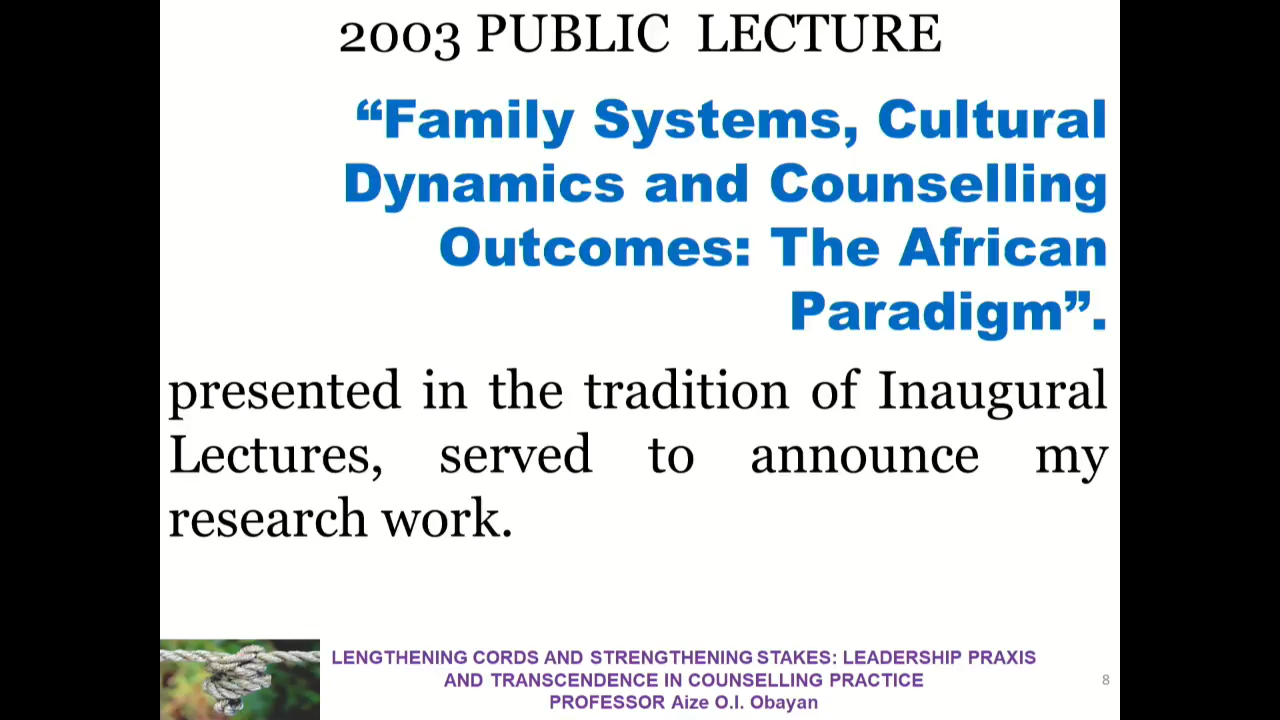 2003 PUBLIC LECTURE
“Family Systems, Cultural
Dynamics and Counselling
Outcomes: The African
Paradigm”.
presented in the tradition of Inaugural
Lectures, served to announce my
research work.
LENGTHENING CORDS AND STRENGTHENING STAKES: LEADERSHIP PRAXIS
AND TRANSCENDENCE IN COUNSELLING PRACTICE
PROFESSOR Aize O.I. Obayan
8